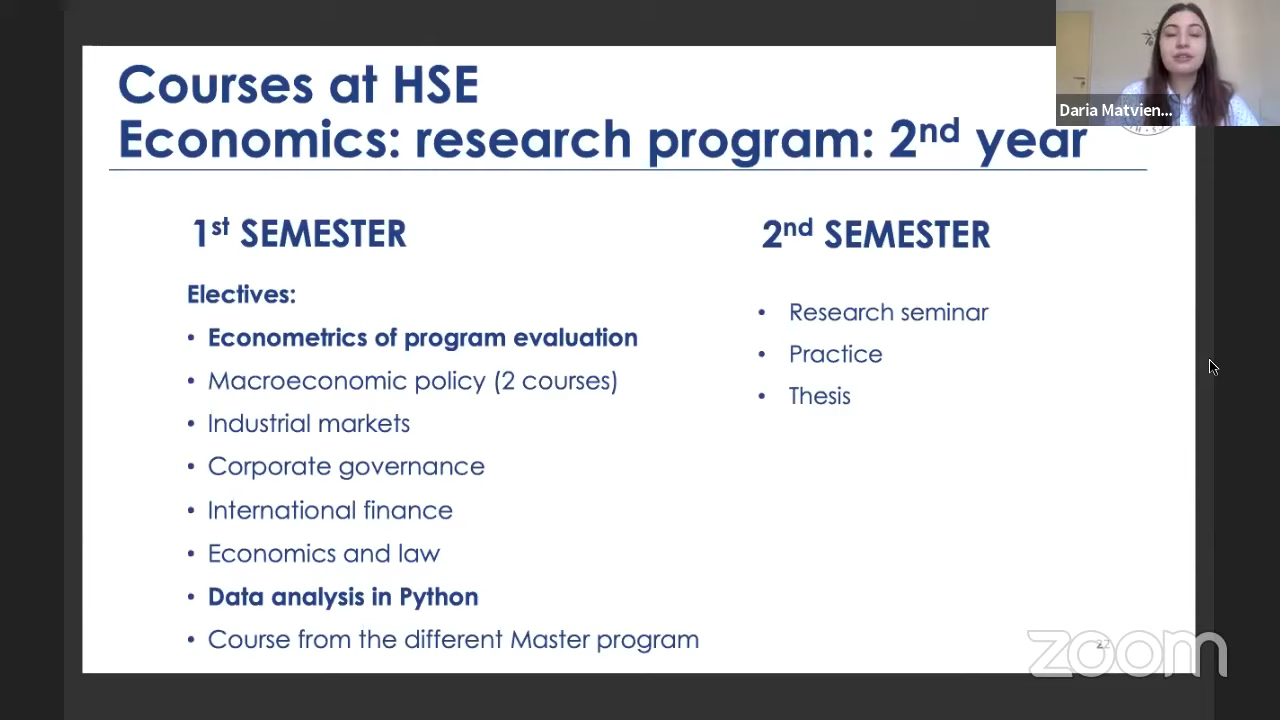 Courses at HSE
Economics: research program: 2nd year
Daria Matvien...
1st SEMESTER
Electives:
• Econometrics of program evaluation
• Macroeconomic policy (2 courses)
• Industrial markets
• Corporate governance
• International finance
• Economics and law
• Data analysis in Python
• Course from the different Master program
2nd SEMESTER
• Research seminar
• Practice
• Thesis
zoom